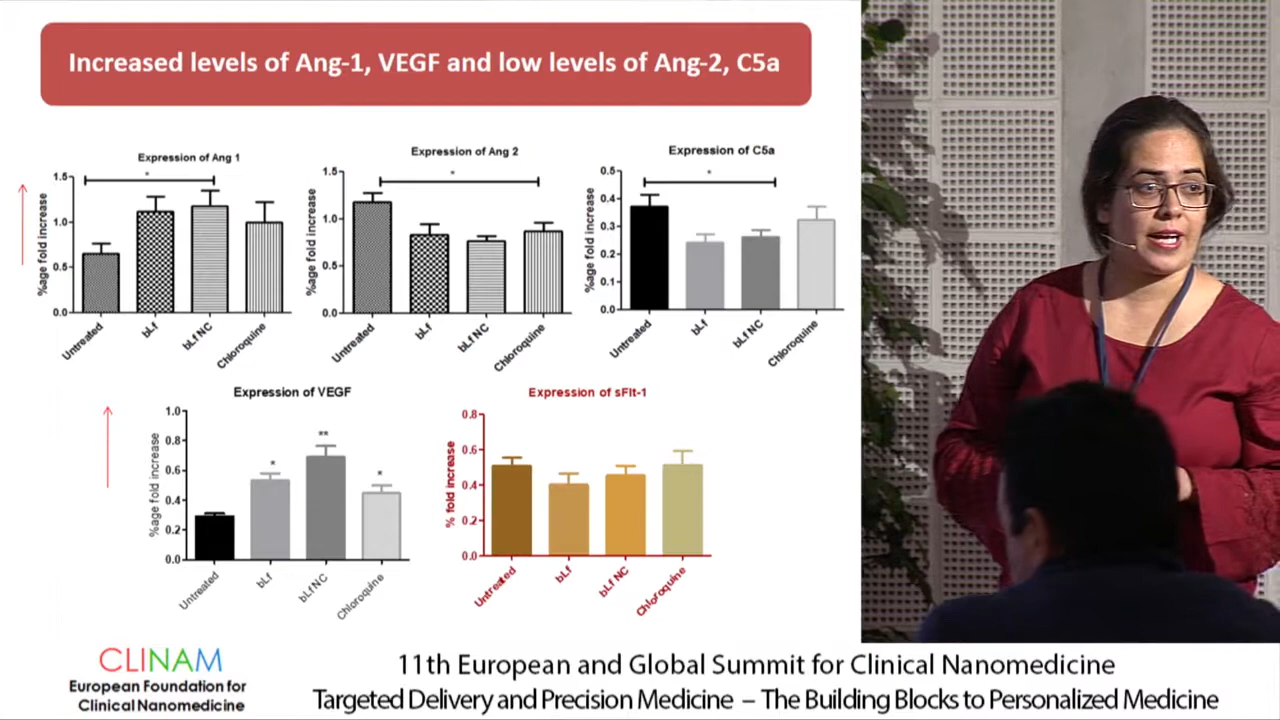 Increased levels of Ang-1, VEGF and low levels of Ang-2, C5a
Expression of Ang 1
%age fold increase
1.5
1.0
0.5
0.0
*
Untreated
bLf
bLf NC
Chloroquine
Expression of Ang 2
%age fold increase
1.5
1.0
0.5
0.0
*
Untreated
bLf
bLf NC
Chloroquine
Expression of C5a
%age fold increase
0.5
0.4
0.3
0.2
0.1
0.0
*
Untreated
bLf
bLf NC
Chloroquine
Expression of VEGF
%age fold increase
1.0
0.8
0.6
0.4
0.2
0.0
*
**
*
Untreated
bLf
bLf NC
Chloroquine
Expression of sFlt-1
% fold increase
0.8
0.6
0.4
0.2
0.0
Untreated
bLf
bLf NC
Chloroquine
CLINAM
European Foundation for
Clinical Nanomedicine
11th European and Global Summit for Clinical Nanomedicine
Targeted Delivery and Precision Medicine – The Building Blocks to Personalized Medicine